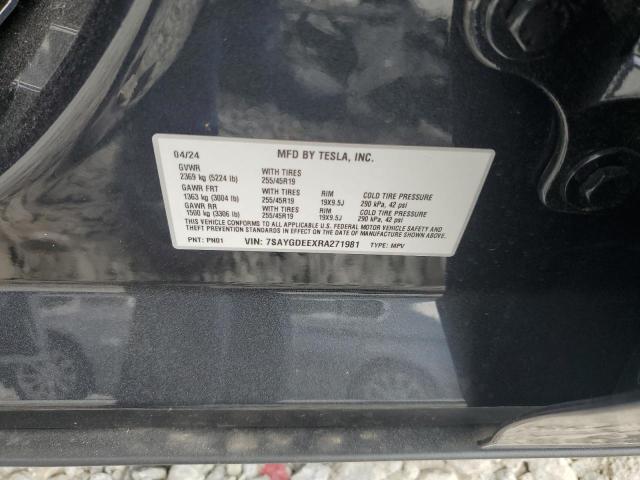 04/24 MFD BY TESLA, INC.
GVWR WITH TIRES
2369 kg (5224 lb) 255/45R19
GAWR FRT WITH TIRES RIM COLD TIRE PRESSURE
1363 kg (3004 lb) 255/45R19 19X9.5J 290 kPa, 42 psi
GAWR RR WITH TIRES RIM COLD TIRE PRESSURE
1500 kg (3306 lb) 255/45R19 19X9.5J 290 kPa, 42 psi
THIS VEHICLE CONFORMS TO ALL APPLICABLE U.S. FEDERAL MOTOR VEHICLE SAFETY AND
THEFT PREVENTION STANDARDS IN EFFECT ON THE DATE OF MANUFACTURE SHOWN ABOVE.
PNT: PN01 VIN: 7SAYGDEEXRA271981 TYPE: MPV